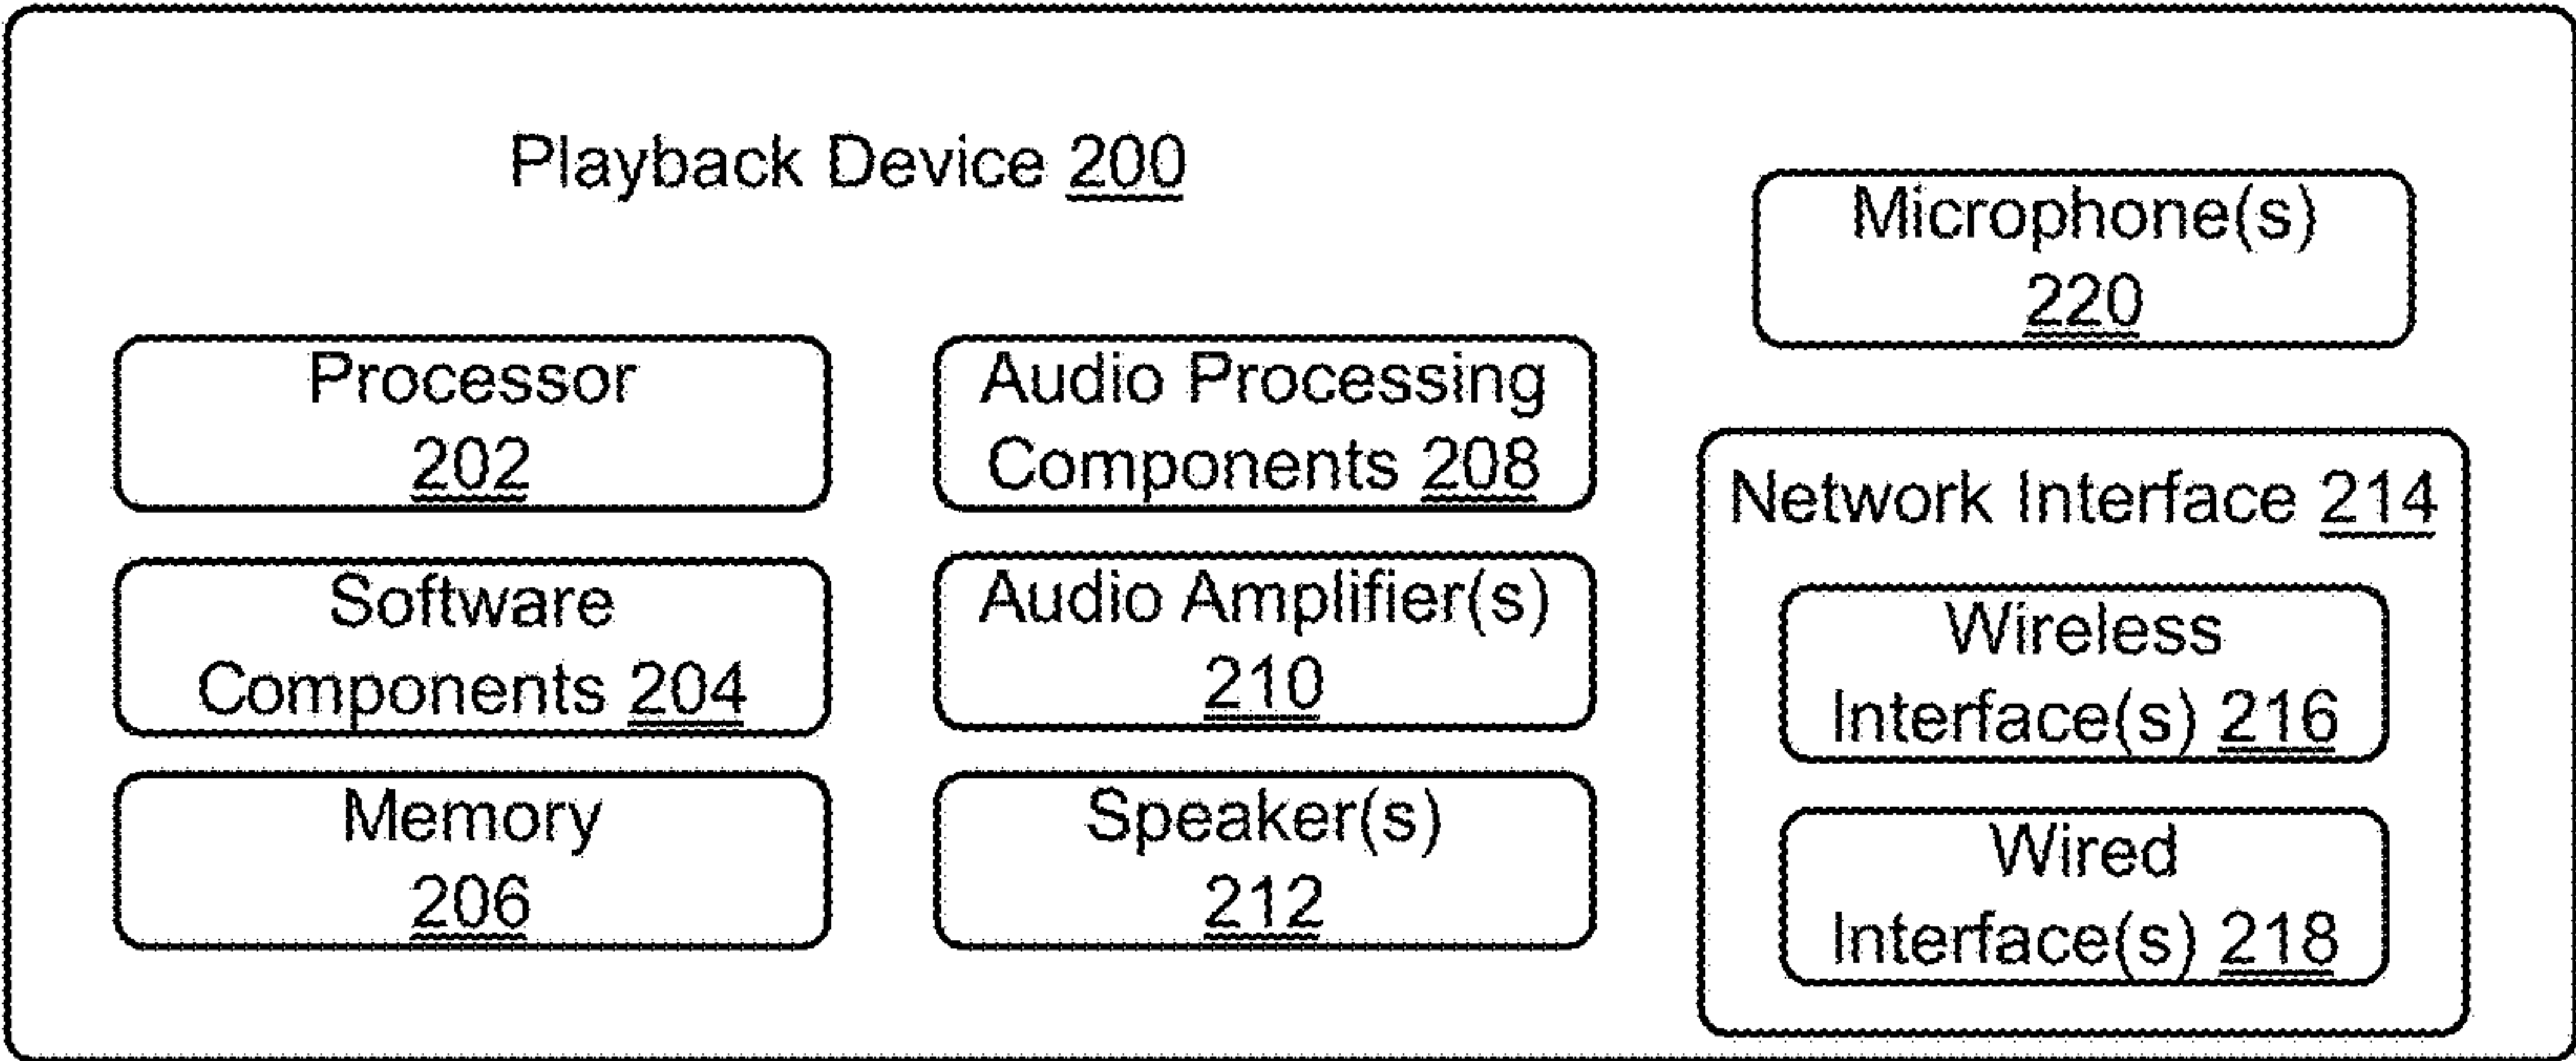 Playback Device 200
Processor
202
Software
Components 204
Memory
206
Audio Processing
Components 208
Audio Amplifier(s)
210
Speaker(s)
212
Microphone(s)
220
Network Interface 214
Wireless
Interface(s) 216
Wired
Interface(s) 218